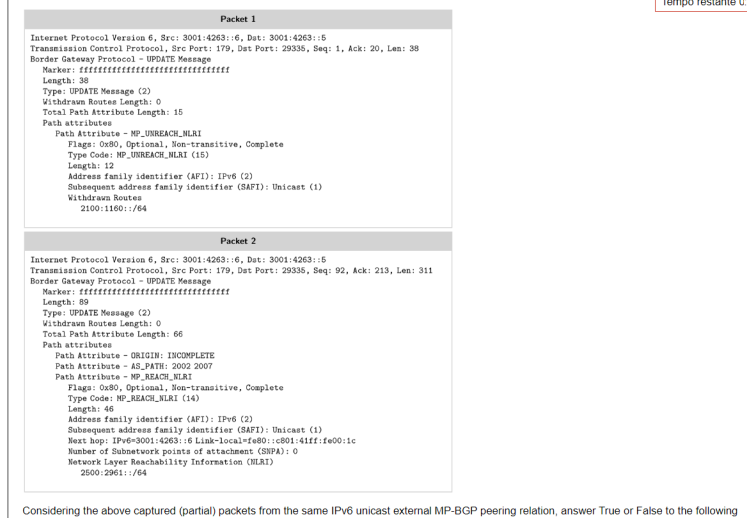 Tempo restante 0:
Packet 1
Internet Protocol Version 6, Src: 3001:4263::6, Dst: 3001:4263::5
Transmission Control Protocol, Src Port: 179, Dst Port: 29335, Seq: 1, Ack: 20, Len: 38
Border Gateway Protocol - UPDATE Message
Marker: ffffffffffffffffffffffffffffffff
Length: 38
Type: UPDATE Message (2)
Withdrawn Routes Length: 0
Total Path Attribute Length: 15
Path attributes
Path Attribute - MP_UNREACH_NLRI
Flags: 0x80, Optional, Non-transitive, Complete
Type Code: MP_UNREACH_NLRI (15)
Length: 12
Address family identifier (AFI): IPv6 (2)
Subsequent address family identifier (SAFI): Unicast (1)
Withdrawn Routes
2100:1160::/64
Packet 2
Internet Protocol Version 6, Src: 3001:4263::6, Dst: 3001:4263::5
Transmission Control Protocol, Src Port: 179, Dst Port: 29335, Seq: 92, Ack: 213, Len: 311
Border Gateway Protocol - UPDATE Message
Marker: ffffffffffffffffffffffffffffffff
Length: 89
Type: UPDATE Message (2)
Withdrawn Routes Length: 0
Total Path Attribute Length: 66
Path attributes
Path Attribute - ORIGIN: INCOMPLETE
Path Attribute - AS_PATH: 2002 2007
Path Attribute - MP_REACH_NLRI
Flags: 0x80, Optional, Non-transitive, Complete
Type Code: MP_REACH_NLRI (14)
Length: 46
Address family identifier (AFI): IPv6 (2)
Subsequent address family identifier (SAFI): Unicast (1)
Next hop: IPv6=3001:4263::6 Link-local=fe80::c801:41ff:fe00:1c
Number of Subnetwork points of attachment (SNPA): 0
Network Layer Reachability Information (NLRI)
2500:2961::/64
Considering the above captured (partial) packets from the same IPv6 unicast external MP-BGP peering relation, answer True or False to the following